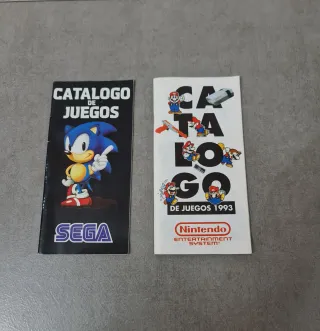 CATALOGO
DE
JUEGOS
SEGA
CA
TA
LO
GO
DE JUEGOS 1993
Nintendo
ENTERTAINMENT
SYSTEM